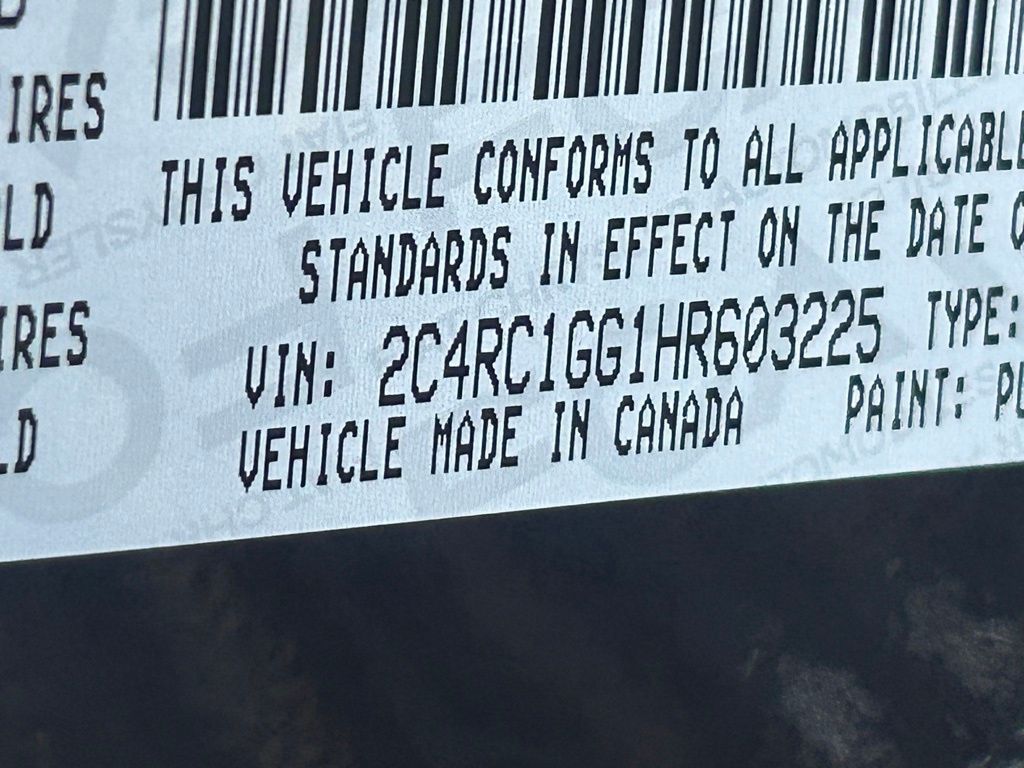 IRES
LD
IRES
LD
THIS VEHICLE CONFORMS TO ALL APPLICABLE
STANDARDS IN EFFECT ON THE DATE
VIN: 2C4RC1GG1HR603225 TYPE:
VEHICLE MADE IN CANADA PAINT: